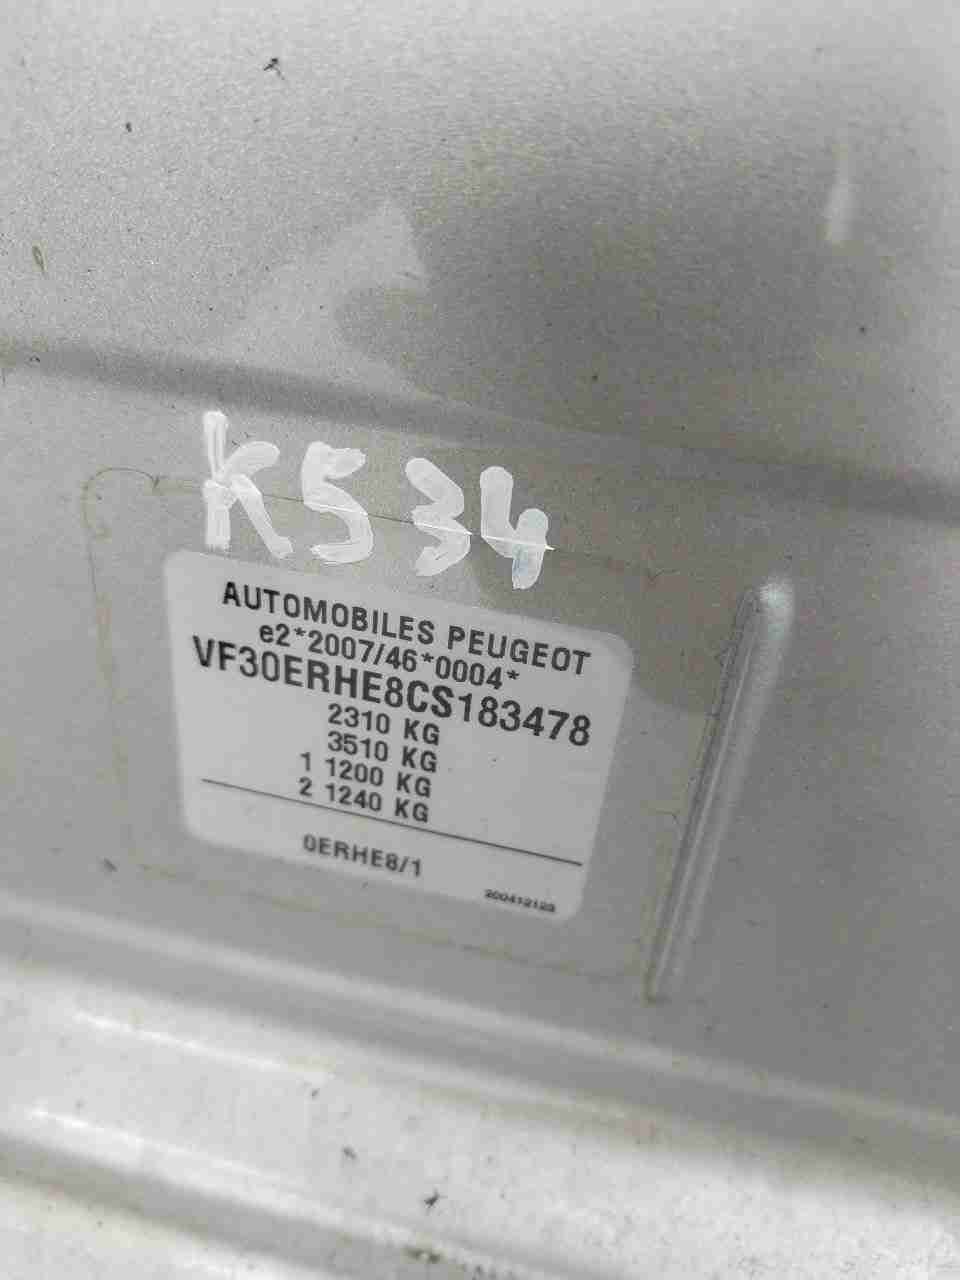 K534
AUTOMOBILES PEUGEOT
e2*2007/46*0004*
VF30ERHE8CS183478
2310 KG
3510 KG
1 1200 KG
2 1240 KG
0ERHE8/1
200412123